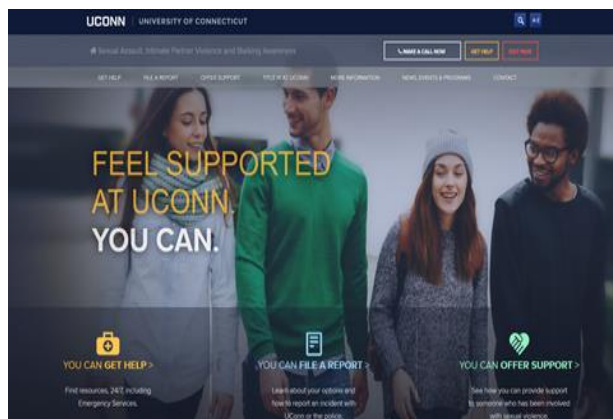 UCONN | UNIVERSITY OF CONNECTICUT
A-Z
Sexual Assault, Intimate Partner Violence and Stalking Awareness
MAKE A CALL NOW
GET HELP
EXIT PAGE
GET HELP
FILE A REPORT
OFFER SUPPORT
TITLE IX AT UCONN
MORE INFORMATION
NEWS, EVENTS & PROGRAMS
CONTACT
FEEL SUPPORTED
AT UCONN.
YOU CAN.
YOU CAN GET HELP >
Find resources, 24/7, including
Emergency Services.
YOU CAN FILE A REPORT >
Learn about your options and
how to report an incident with
UConn or the police.
YOU CAN OFFER SUPPORT >
See how you can provide support
to someone who has been involved
with sexual violence.